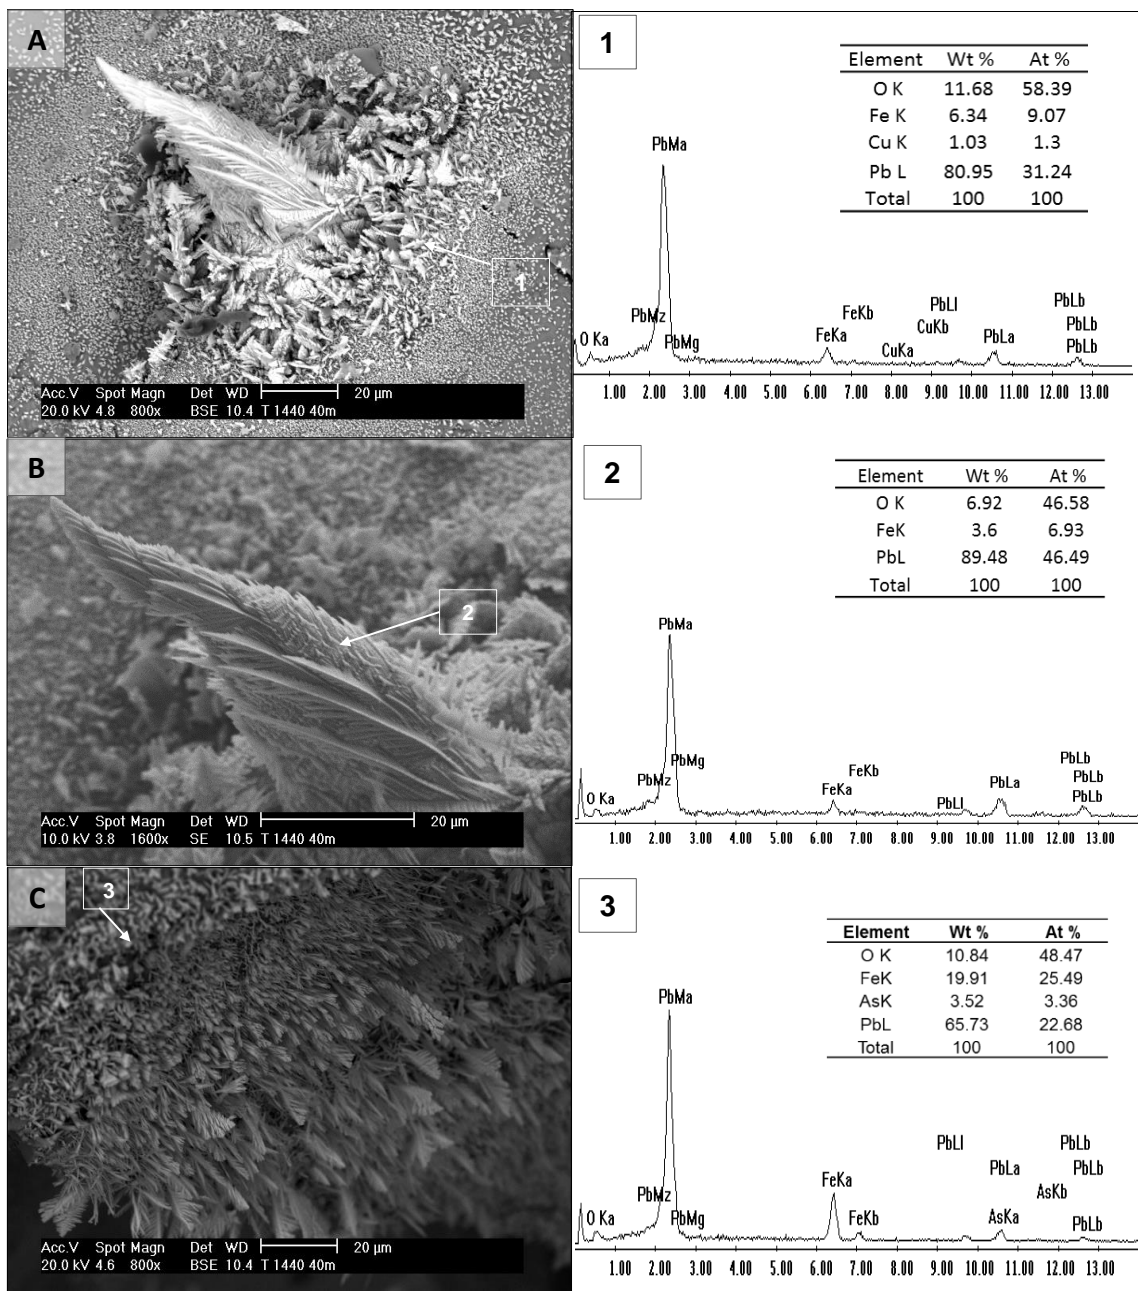 A
1
Acc.V Spot Magn Det WD 20 µm
20.0 kV 4.8 800x BSE 10.4 T 1440 40m
1
Element Wt % At %
O K 11.68 58.39
Fe K 6.34 9.07
Cu K 1.03 1.3
Pb L 80.95 31.24
Total 100 100
PbMa
PbMz
PbMg
O Ka
FeKb
FeKa
CuKa
CuKb
PbLl
PbLa
PbLb
PbLb
PbLb
1.00 2.00 3.00 4.00 5.00 6.00 7.00 8.00 9.00 10.00 11.00 12.00 13.00
B
2
Acc.V Spot Magn Det WD 20 µm
10.0 kV 3.8 1600x SE 10.5 T 1440 40m
2
Element Wt % At %
O K 6.92 46.58
FeK 3.6 6.93
PbL 89.48 46.49
Total 100 100
PbMa
PbMg
PbMz
O Ka
FeKb
FeKa
PbLl
PbLa
PbLb
PbLb
PbLb
1.00 2.00 3.00 4.00 5.00 6.00 7.00 8.00 9.00 10.00 11.00 12.00 13.00
C
3
Acc.V Spot Magn Det WD 20 µm
20.0 kV 4.6 800x BSE 10.4 T 1440 40m
3
Element Wt % At %
O K 10.84 48.47
FeK 19.91 25.49
AsK 3.52 3.36
PbL 65.73 22.68
Total 100 100
PbMa
PbMz
PbMg
O Ka
FeKa
FeKb
PbLl
PbLa
AsKa
AsKb
PbLb
PbLb
PbLb
1.00 2.00 3.00 4.00 5.00 6.00 7.00 8.00 9.00 10.00 11.00 12.00 13.00